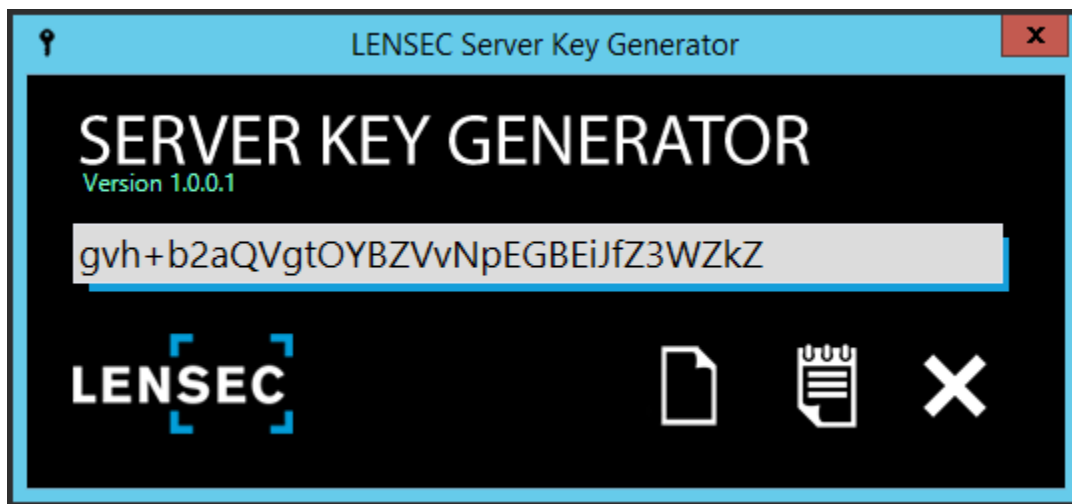 LENSEC Server Key Generator
SERVER KEY GENERATOR
Version 1.0.0.1
gvh+b2aQVgtOYBZVvNpEGBEiJfZ3WZkZ
LENSEC